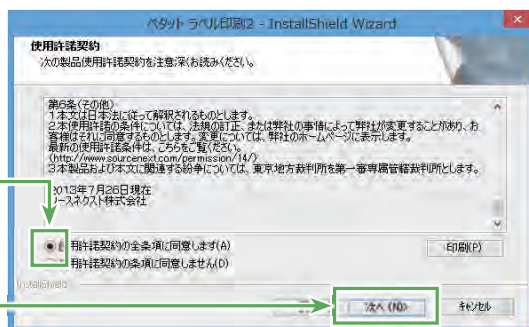 ペタット ラベル印刷2 - InstallShield Wizard
使用許諾契約
次の製品使用許諾契約を注意深くお読みください。
第6条(その他)
1.本文は日本法に従って解釈されるものとします。
2.本使用許諾の条件については、法規の訂正、または弊社の事情によって弊社が変更することがあり、お
客様はそれに同意するものとします。変更については、弊社のホームページに表示します。
最新の使用許諾条件は、こちらをご覧ください。
(http://www.sourcenext.com/permission/14/)
3.本製品および本文に関連する紛争については、東京地方裁判所を第一審専属管轄裁判所とします。
2013年7月26日現在
ソースネクスト株式会社
用許諾契約の全条項に同意します(A)
印刷(P)
用許諾契約の条項に同意しません(D)
InstallShield
次へ(N)>
キャンセル